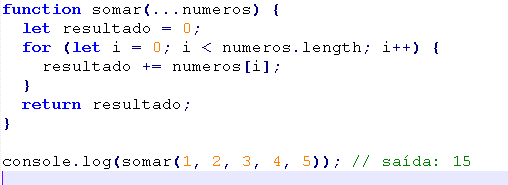 function somar(...numeros) {
  let resultado = 0;
  for (let i = 0; i < numeros.length; i++) {
    resultado += numeros[i];
  }
  return resultado;
}
console.log(somar(1, 2, 3, 4, 5)); // saída: 15